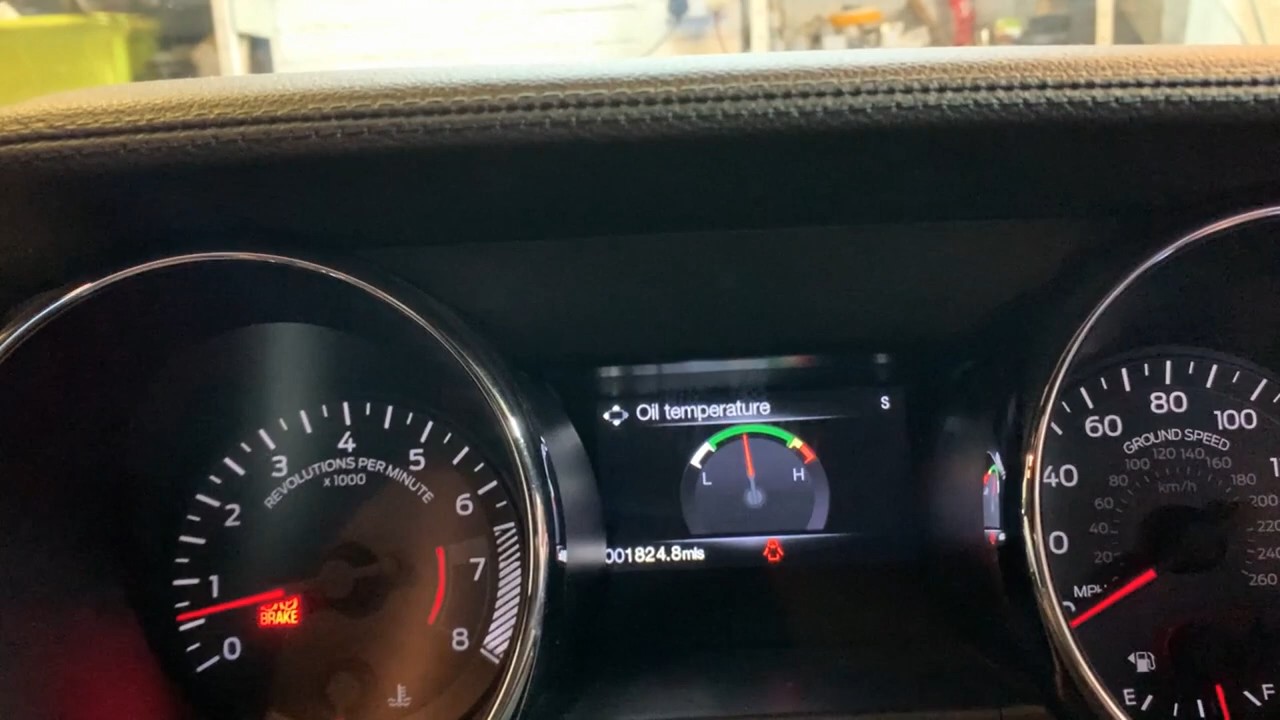 Oil temperature S
L H
001824.8mls
0 1 2 3 4 5 6 7 8
REVOLUTIONS PER MINUTE
x1000
BRAKE
0 40 60 80 100
GROUND SPEED
20 40 60 80 100 120 140 160 180 200 240 260
km/h
MPH
E F